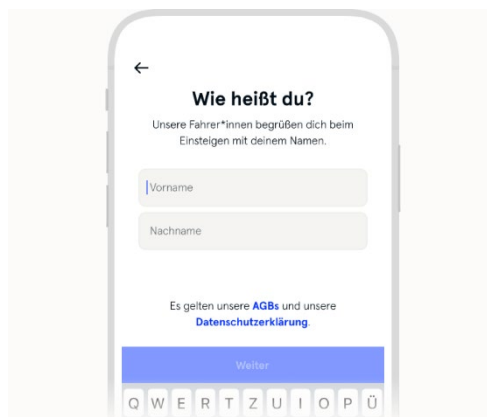 Wie heißt du?
Unsere Fahrer*innen begrüßen dich beim
Einsteigen mit deinem Namen.
Vorname
Nachname
Es gelten unsere AGBs und unsere
Datenschutzerklärung.
Weiter
Q W E R T Z U I O P Ü